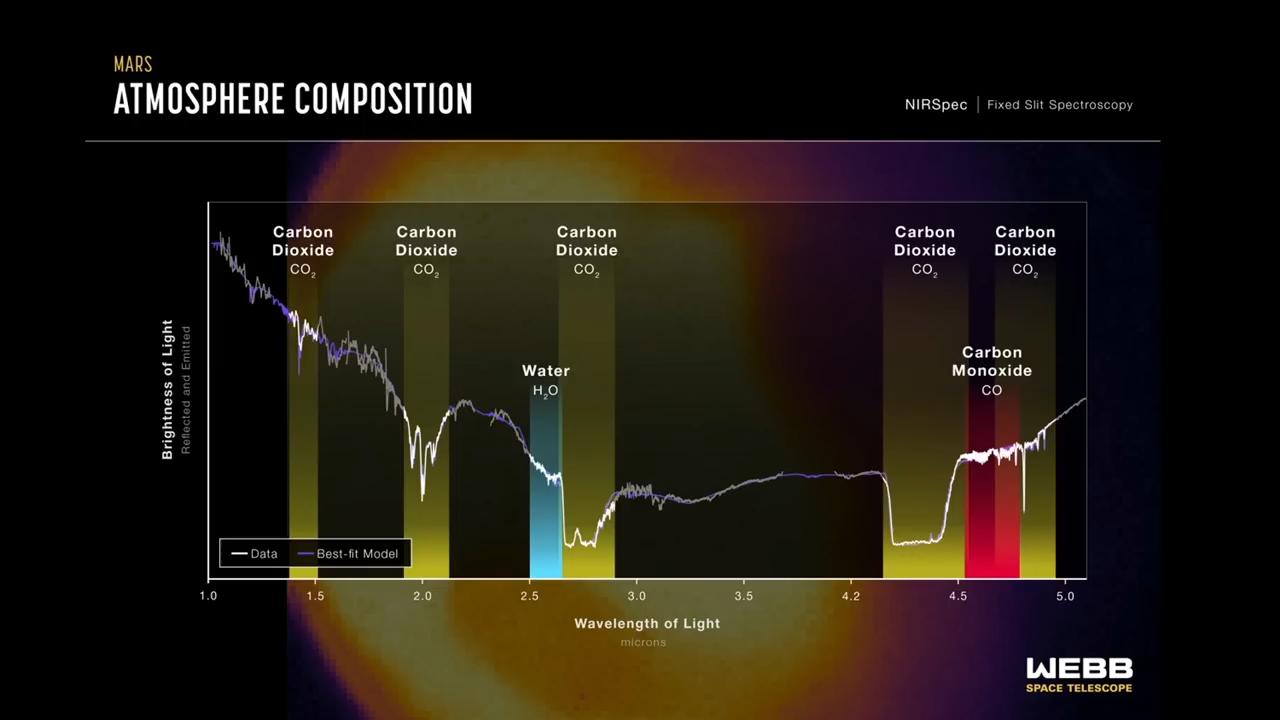 MARS
ATMOSPHERE COMPOSITION
NIRSpec | Fixed Slit Spectroscopy
Carbon
Dioxide
CO₂
Carbon
Dioxide
CO₂
Carbon
Dioxide
CO₂
Carbon
Dioxide
CO₂
Carbon
Dioxide
CO₂
Water
H₂O
Carbon
Monoxide
CO
Brightness of Light
Reflected and Emitted
Data
Best-fit Model
1.0 1.5 2.0 2.5 3.0 3.5 4.2 4.5 5.0
Wavelength of Light
microns
WEBB
SPACE TELESCOPE